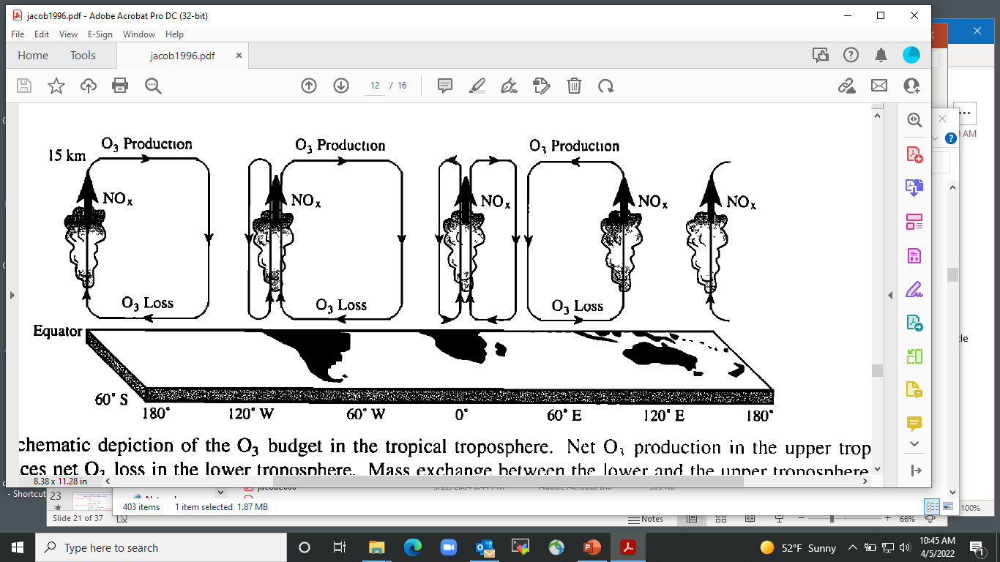 jacob1996.pdf - Adobe Acrobat Pro DC (32-bit)
File Edit View E-Sign Window Help
Home Tools jacob1996.pdf
12 / 16
O₃ Production O₃ Production O₃ Production
15 km
NOₓ NOₓ NOₓ NOₓ NOₓ
O₃ Loss O₃ Loss O₃ Loss
Equator
60° S
180° 120° W 60° W 0° 60° E 120° E 180°
chematic depiction of the O₃ budget in the tropical troposphere. Net O₃ production in the upper trop
ces net O₃ loss in the lower troposphere. Mass exchange between the lower and the upper troposphere
8.38 x 11.28 in
AM
cle
- Shortcut
23
403 items 1 item selected 1.87 MB
Slide 21 of 37
Notes
66%
100%
Type here to search
52°F Sunny
10:45 AM
4/5/2022
1